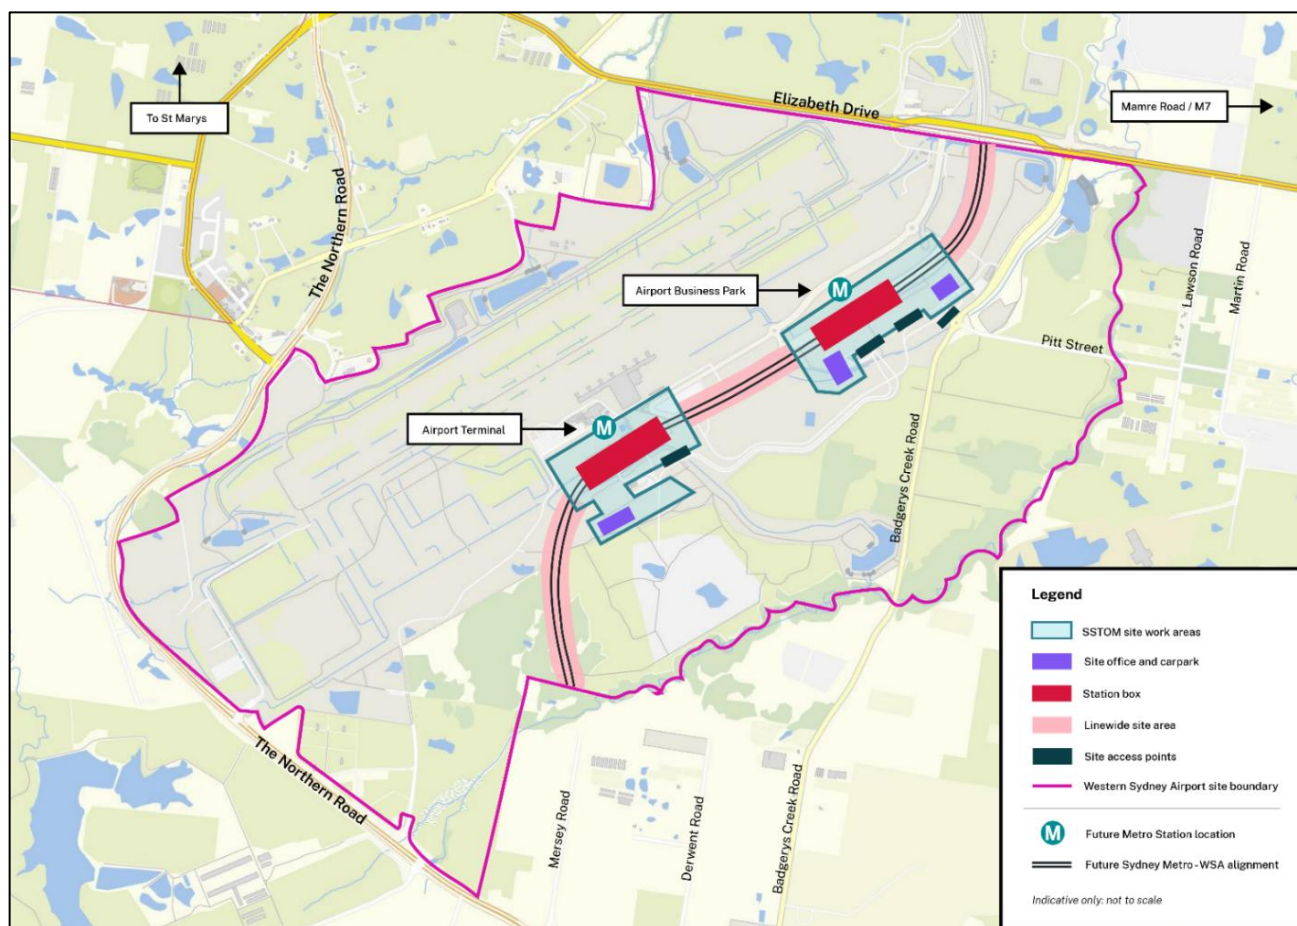 Elizabeth Drive
Mamre Road / M7
To St Marys
The Northern Road
Lawson Road
Martin Road
Airport Business Park
M
Pitt Street
Airport Terminal
M
Badgerys Creek Road
The Northern Road
Mersey Road
Derwent Road
Badgerys Creek Road
Legend
SSTOM site work areas
Site office and carpark
Station box
Linewide site area
Site access points
Western Sydney Airport site boundary
M Future Metro Station location
Future Sydney Metro - WSA alignment
Indicative only: not to scale